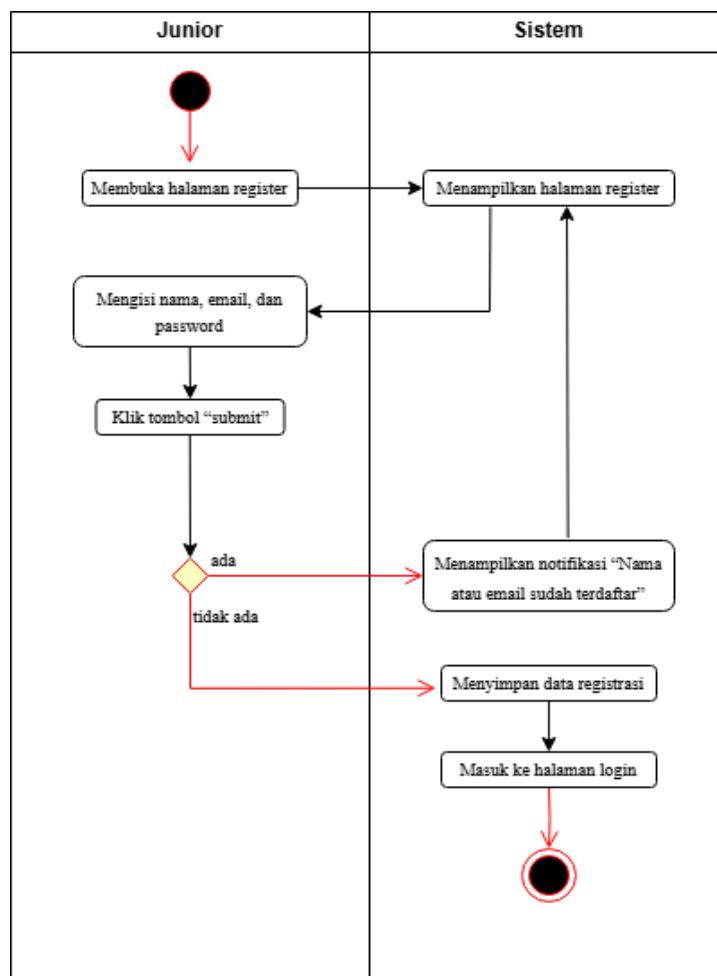 Junior
Sistem
Membuka halaman register
Menampilkan halaman register
Mengisi nama, email, dan
password
Klik tombol “submit”
ada
Menampilkan notifikasi “Nama
atau email sudah terdaftar”
tidak ada
Menyimpan data registrasi
Masuk ke halaman login